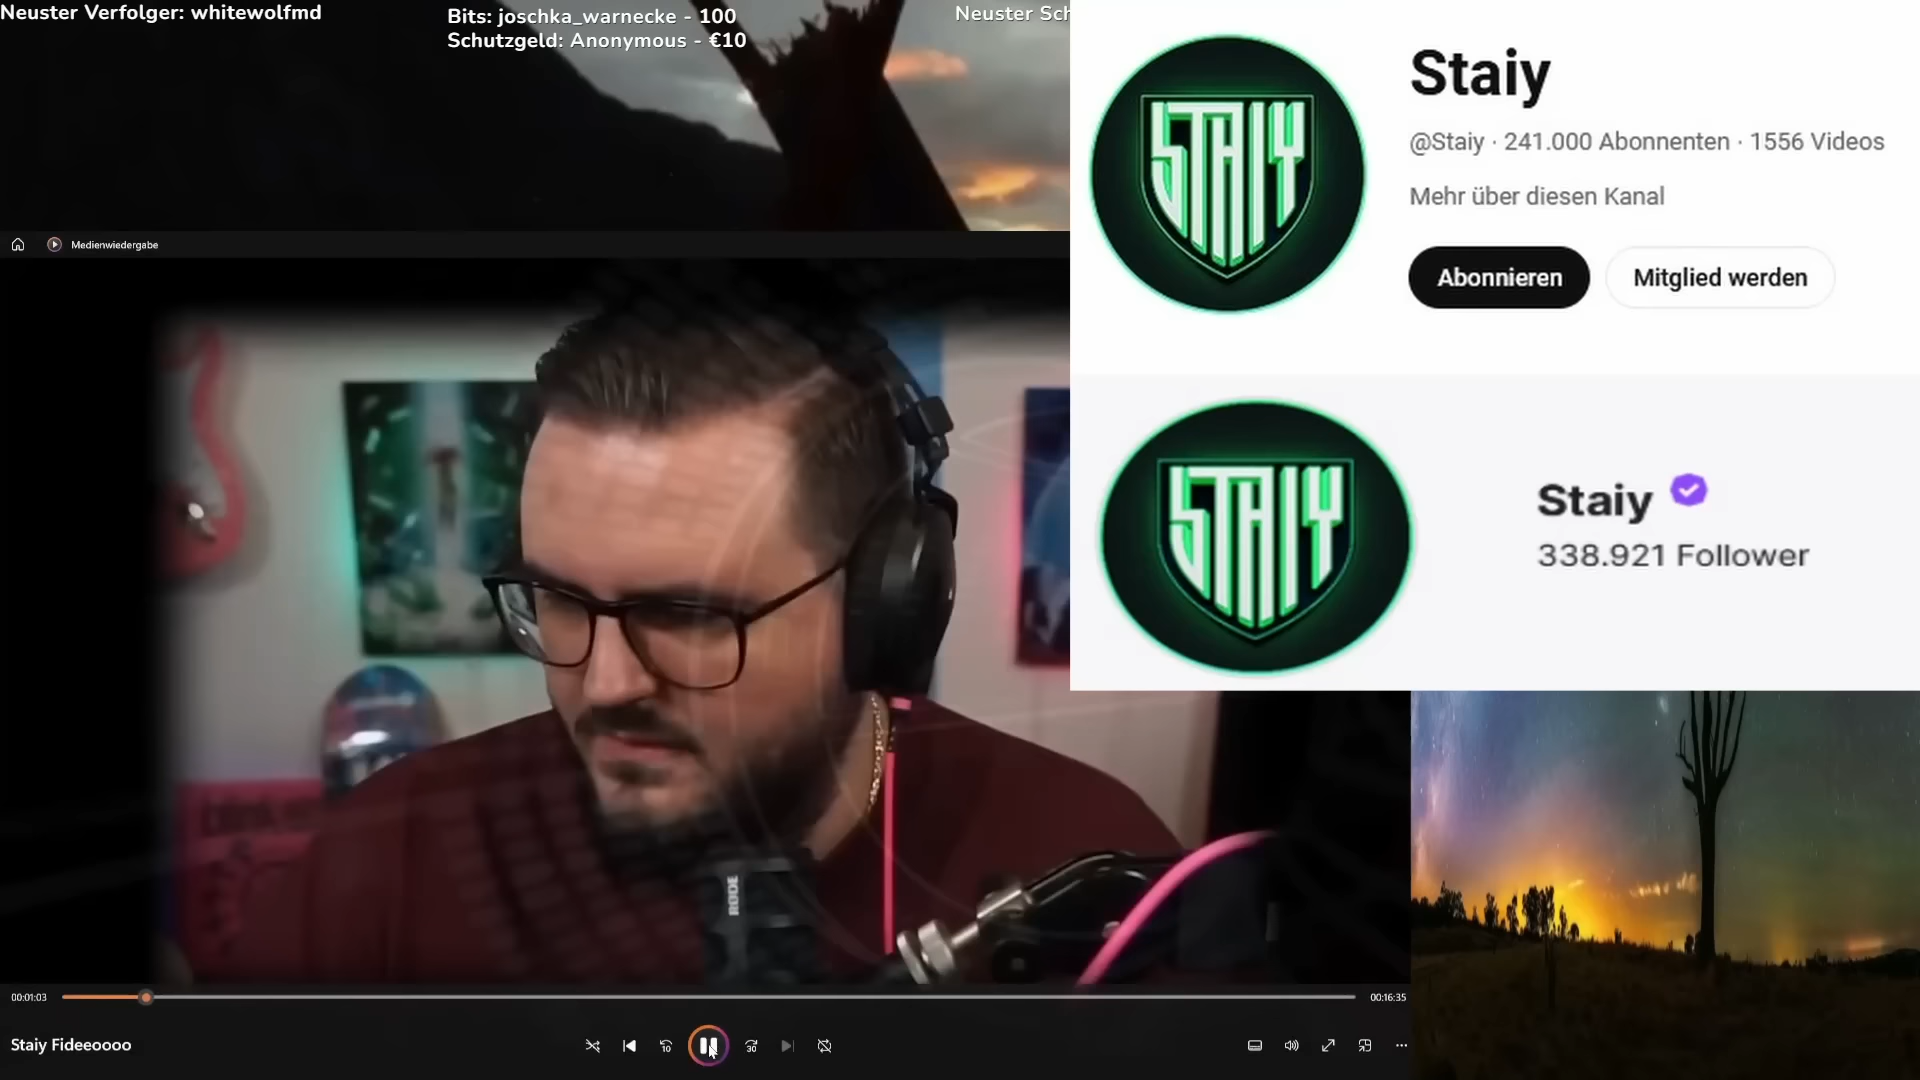 Neuster Verfolger: whitewolfmd
Bits: joschka_warnecke - 100
Schutzgeld: Anonymous - €10
Neuster Sch
Medienwiedergabe
STAIY
Staiy
@Staiy · 241.000 Abonnenten · 1556 Videos
Mehr über diesen Kanal
Abonnieren
Mitglied werden
STAIY
Staiy
338.921 Follower
RODE
00:01:03
00:16:35
Staiy Fideeoooo
10
30